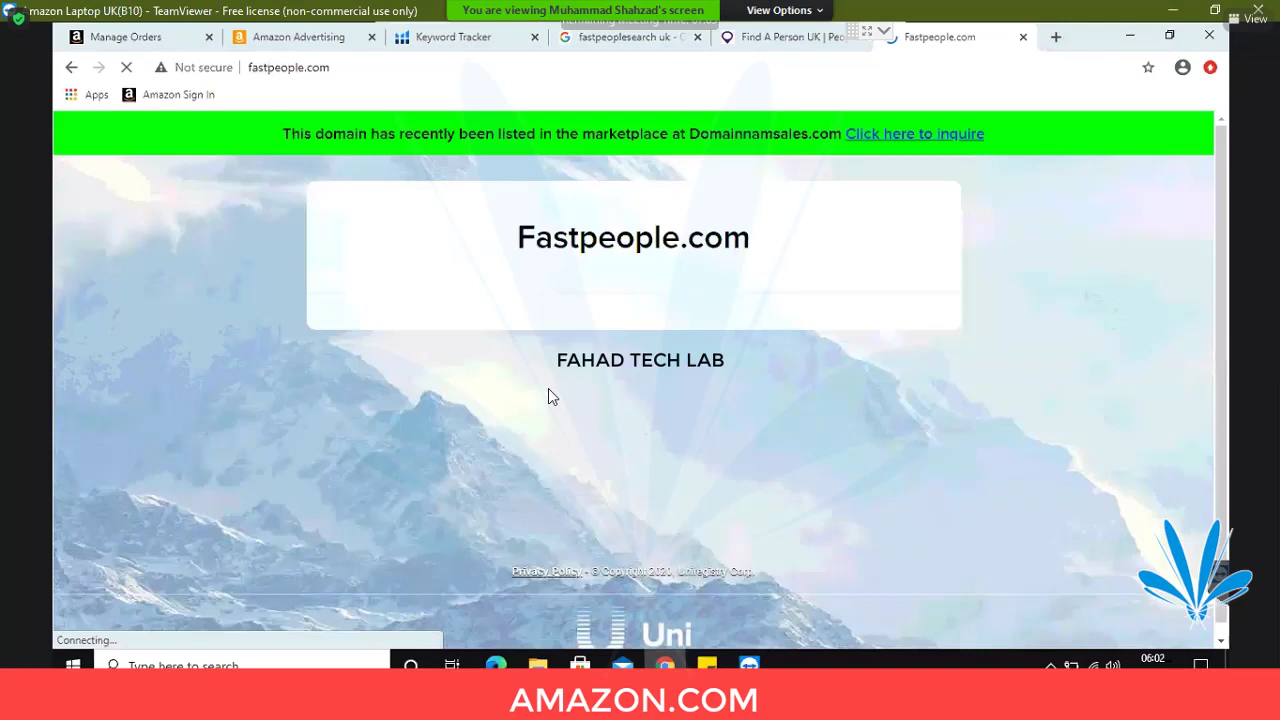 mazon Laptop UK(B10) - TeamViewer - Free license (non-commercial use only)
You are viewing Muhammad Shahzad's screen
View Options
View
Manage Orders
Amazon Advertising
Keyword Tracker
fastpeoplesearch uk - G
Find A Person UK | Peo
Fastpeople.com
Not secure
fastpeople.com
Apps
Amazon Sign In
This domain has recently been listed in the marketplace at Domainnamsales.com Click here to inquire
Fastpeople.com
FAHAD TECH LAB
Privacy Policy - © Copyright 2020, Uniregistry Corp.
Uni
Connecting...
Type here to search
06:02
AMAZON.COM